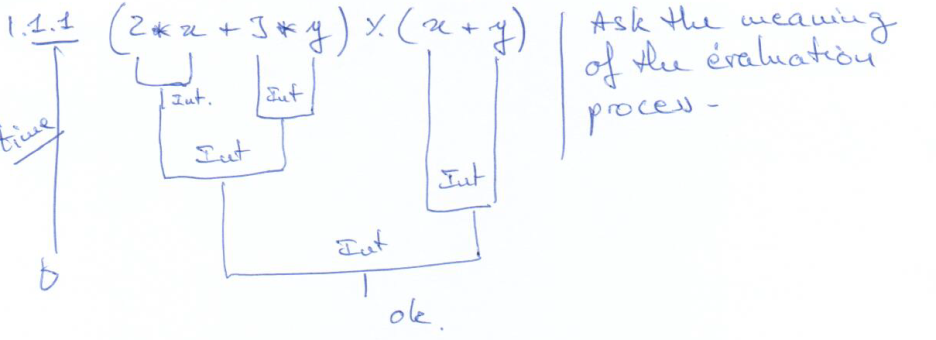 1.1.1 (2 * x + 3 * y) % (x + y)
Ask the meaning
of the évaluation
process -
Int.
Int
time
Int
Int
Int
ok.